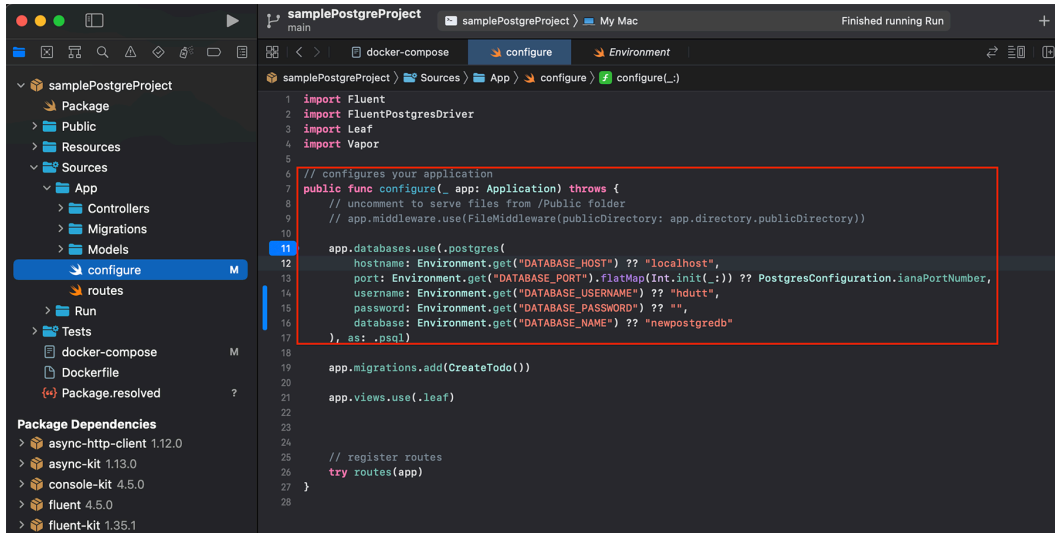 samplePostgreProject
main
samplePostgreProject
My Mac
Finished running Run
docker-compose
configure
Environment
samplePostgreProject
Sources
App
configure
configure(_:)
samplePostgreProject
Package
Public
Resources
Sources
App
Controllers
Migrations
Models
configure M
routes
Run
Tests
docker-compose M
Dockerfile
Package.resolved ?
Package Dependencies
async-http-client 1.12.0
async-kit 1.13.0
console-kit 4.5.0
fluent 4.5.0
fluent-kit 1.35.1
1 import Fluent
2 import FluentPostgresDriver
3 import Leaf
4 import Vapor
5
6 // configures your application
7 public func configure(_ app: Application) throws {
8 // uncomment to serve files from /Public folder
9 // app.middleware.use(FileMiddleware(publicDirectory: app.directory.publicDirectory))
10
11 app.databases.use(.postgres(
12 hostname: Environment.get("DATABASE_HOST") ?? "localhost",
13 port: Environment.get("DATABASE_PORT").flatMap(Int.init(_:)) ?? PostgresConfiguration.ianaPortNumber,
14 username: Environment.get("DATABASE_USERNAME") ?? "hdutt",
15 password: Environment.get("DATABASE_PASSWORD") ?? "",
16 database: Environment.get("DATABASE_NAME") ?? "newpostgredb"
17 ), as: .psql)
18
19 app.migrations.add(CreateTodo())
20
21 app.views.use(.leaf)
22
23
24
25 // register routes
26 try routes(app)
27 }
28